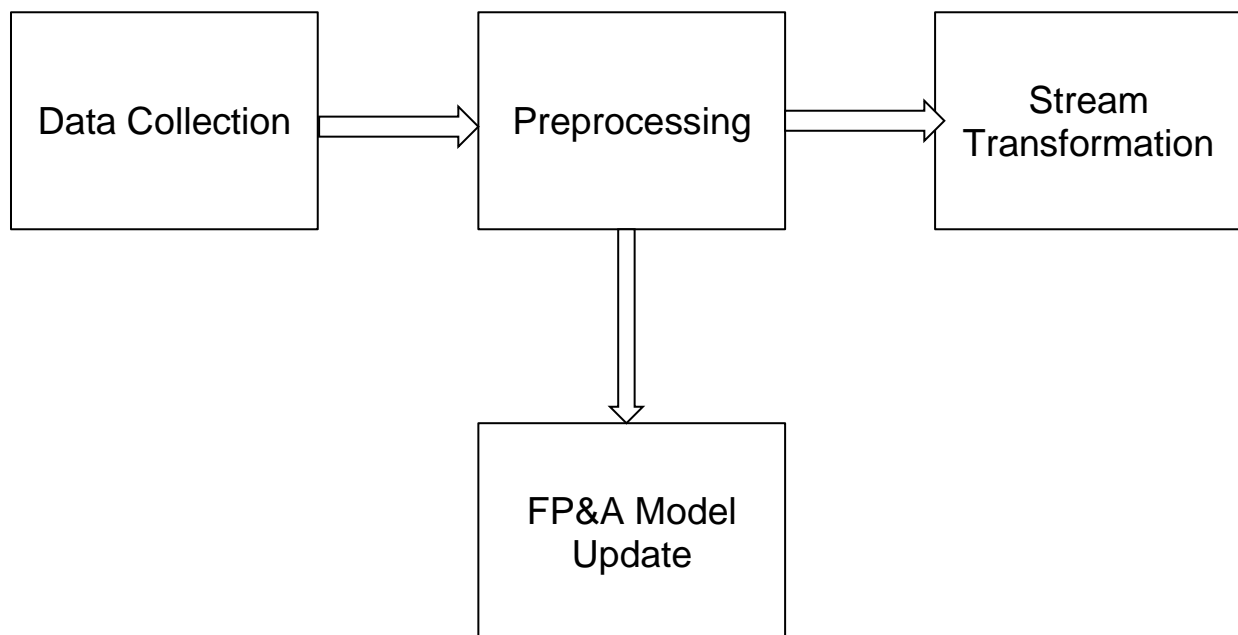 Data Collection
Preprocessing
Stream
Transformation
FP&A Model
Update